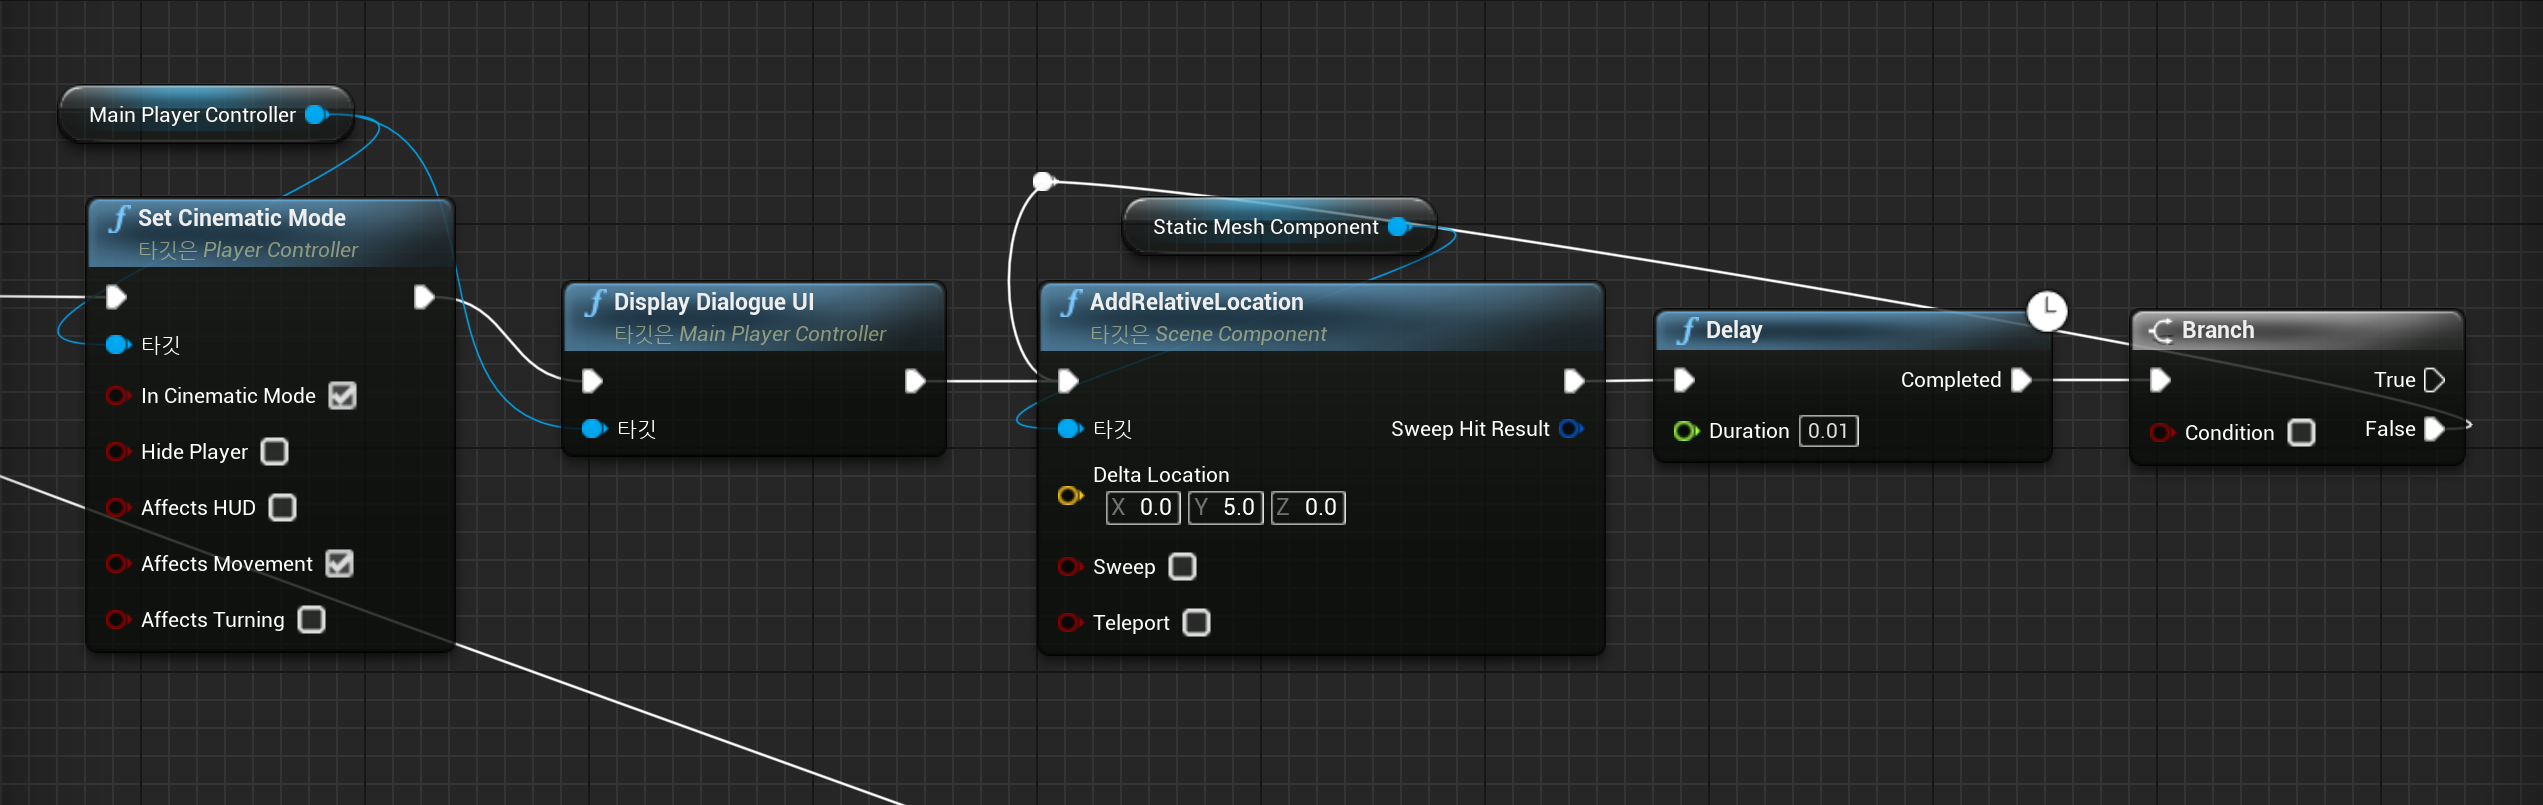 Main Player Controller
Set Cinematic Mode
타깃은 Player Controller
타깃
In Cinematic Mode
Hide Player
Affects HUD
Affects Movement
Affects Turning
Display Dialogue UI
타깃은 Main Player Controller
타깃
Static Mesh Component
AddRelativeLocation
타깃은 Scene Component
타깃
Sweep Hit Result
Delta Location
X 0.0 Y 5.0 Z 0.0
Sweep
Teleport
Delay
Completed
Duration 0.01
Branch
True
Condition
False